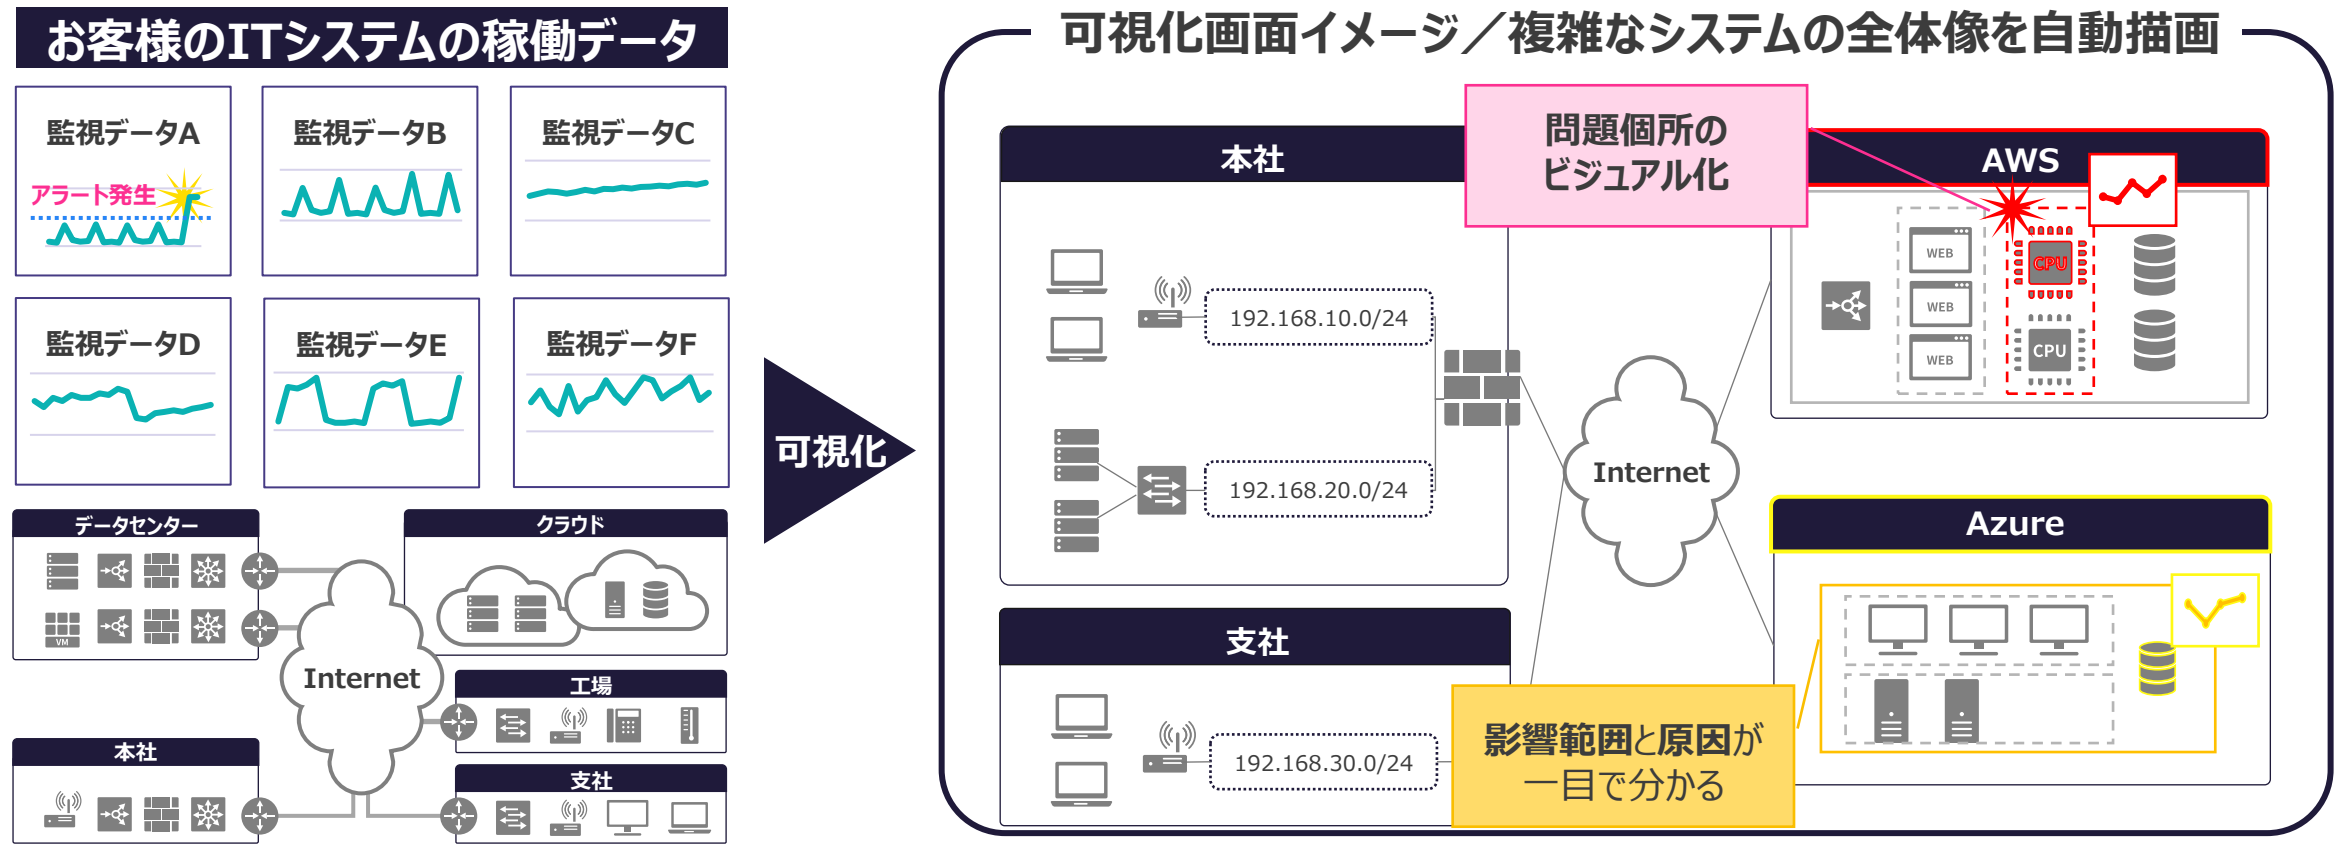 お客様のITシステムの稼働データ
監視データA
アラート発生
監視データB
監視データC
監視データD
監視データE
監視データF
データセンター
VM
クラウド
Internet
工場
本社
支社
可視化
可視化画面イメージ／複雑なシステムの全体像を自動描画
本社
192.168.10.0/24
192.168.20.0/24
支社
192.168.30.0/24
Internet
問題個所の
ビジュアル化
AWS
WEB
WEB
WEB
CPU
CPU
Azure
影響範囲と原因が
一目で分かる